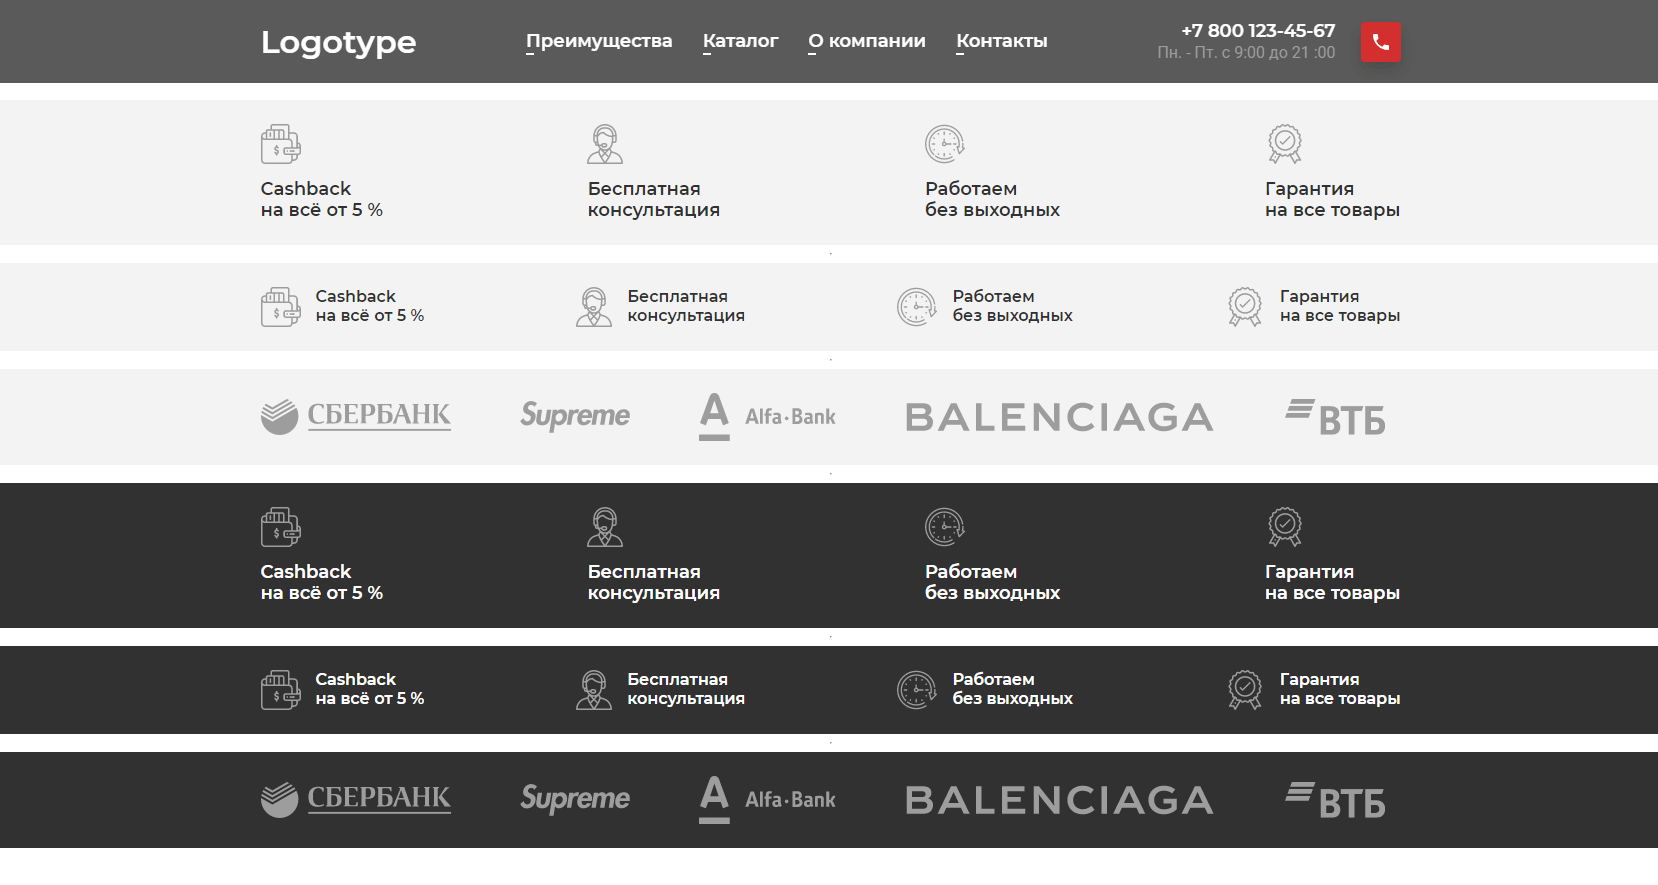 Logotype
Преимущества
Каталог
О компании
Контакты
+7 800 123-45-67
Пн. - Пт. с 9:00 до 21 :00
Cashback
на всё от 5 %
Бесплатная
консультация
Работаем
без выходных
Гарантия
на все товары
Cashback
на всё от 5 %
Бесплатная
консультация
Работаем
без выходных
Гарантия
на все товары
СБЕРБАНК
Supreme
A
Alfa·Bank
BALENCIAGA
ВТБ
Cashback
на всё от 5 %
Бесплатная
консультация
Работаем
без выходных
Гарантия
на все товары
Cashback
на всё от 5 %
Бесплатная
консультация
Работаем
без выходных
Гарантия
на все товары
СБЕРБАНК
Supreme
A
Alfa·Bank
BALENCIAGA
ВТБ